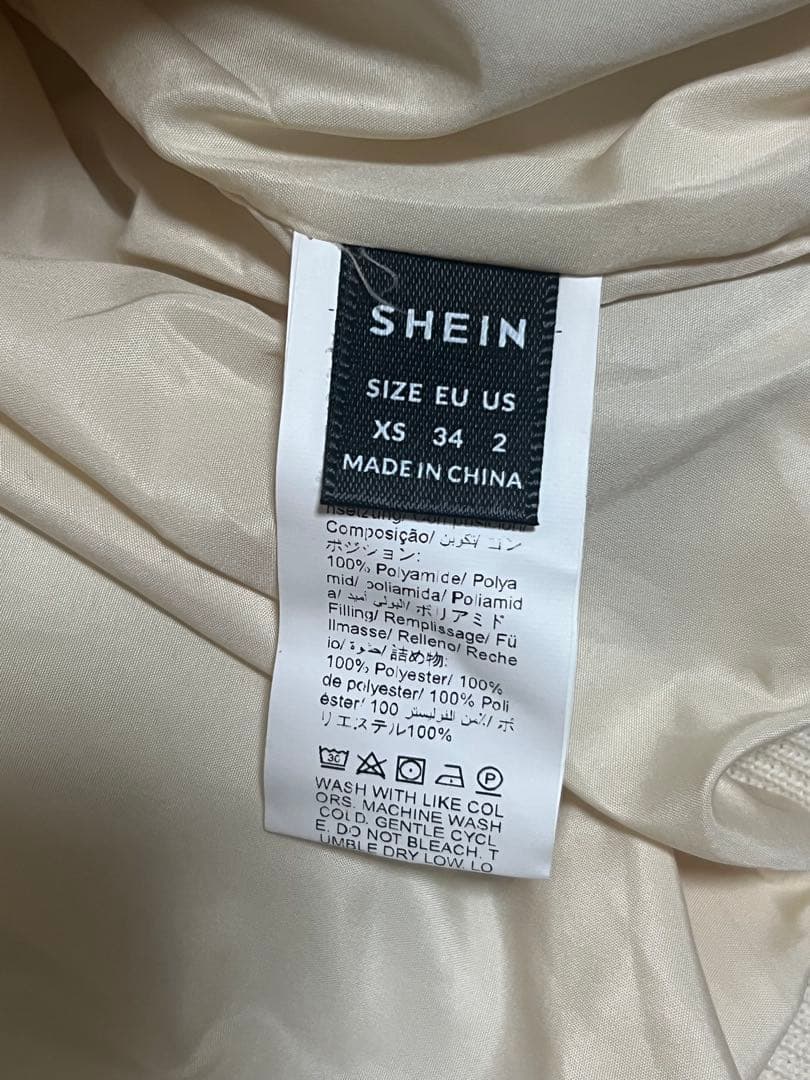 SHEIN
SIZE EU US
XS 34 2
MADE IN CHINA
Composição/ تكوين/ コン
ポジション:
100% Polyamide/ Polya
mid/ poliamida/ Poliamid
a/ البولي أميد/ ポリアミド
Filling/ Remplissage/ Fü
llmasse/ Relleno/ Reche
io/ حشوة/ 詰め物:
100% Polyester/ 100%
de polyester/ 100% Poli
éster/ 100 ٪/ من البوليستر/ ポ
リエステル100%
30
P
WASH WITH LIKE COL
ORS. MACHINE WASH
COLD. GENTLE CYCL
E. DO NOT BLEACH. T
UMBLE DRY LOW. LO